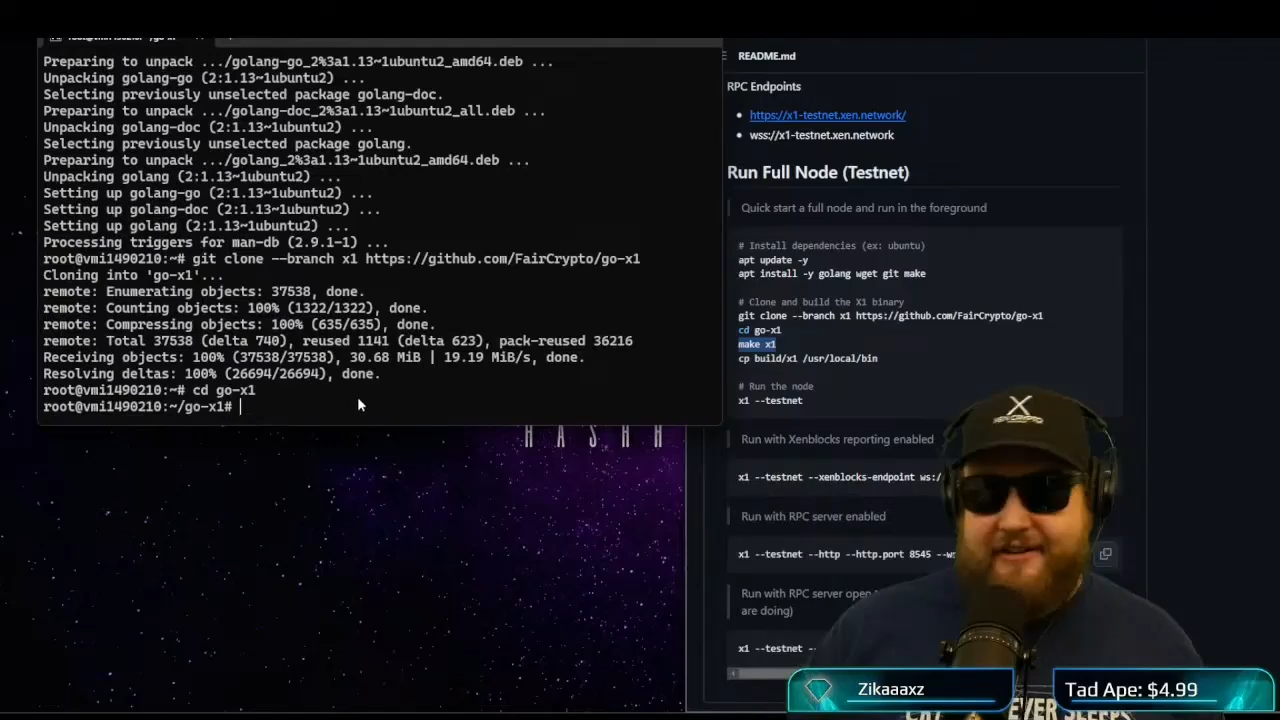 Preparing to unpack .../golang-go_2%3a1.13~1ubuntu2_amd64.deb ...
Unpacking golang-go (2:1.13~1ubuntu2) ...
Selecting previously unselected package golang-doc.
Preparing to unpack .../golang-doc_2%3a1.13~1ubuntu2_all.deb ...
Unpacking golang-doc (2:1.13~1ubuntu2) ...
Selecting previously unselected package golang.
Preparing to unpack .../golang_2%3a1.13~1ubuntu2_amd64.deb ...
Unpacking golang (2:1.13~1ubuntu2) ...
Setting up golang-go (2:1.13~1ubuntu2) ...
Setting up golang-doc (2:1.13~1ubuntu2) ...
Setting up golang (2:1.13~1ubuntu2) ...
Processing triggers for man-db (2.9.1-1) ...
root@vmi1490210:~# git clone --branch x1 https://github.com/FairCrypto/go-x1
Cloning into 'go-x1'...
remote: Enumerating objects: 37538, done.
remote: Counting objects: 100% (1322/1322), done.
remote: Compressing objects: 100% (635/635), done.
remote: Total 37538 (delta 740), reused 1141 (delta 623), pack-reused 36216
Receiving objects: 100% (37538/37538), 30.68 MiB | 19.19 MiB/s, done.
Resolving deltas: 100% (26694/26694), done.
root@vmi1490210:~# cd go-x1
root@vmi1490210:~/go-x1#
HASHH
README.md
RPC Endpoints
• https://x1-testnet.xen.network/
• wss://x1-testnet.xen.network
Run Full Node (Testnet)
Quick start a full node and run in the foreground
# Install dependencies (ex: ubuntu)
apt update -y
apt install -y golang wget git make
# Clone and build the X1 binary
git clone --branch x1 https://github.com/FairCrypto/go-x1
cd go-x1
make x1
cp build/x1 /usr/local/bin
# Run the node
x1 --testnet
Run with Xenblocks reporting enabled
x1 --testnet --xenblocks-endpoint ws:/
Run with RPC server enabled
x1 --testnet --http --http.port 8545 --w
Run with RPC server open
are doing)
x1 --testnet -
X
Zikaaaxz
Tad Ape: $4.99
EVER SLEEPS